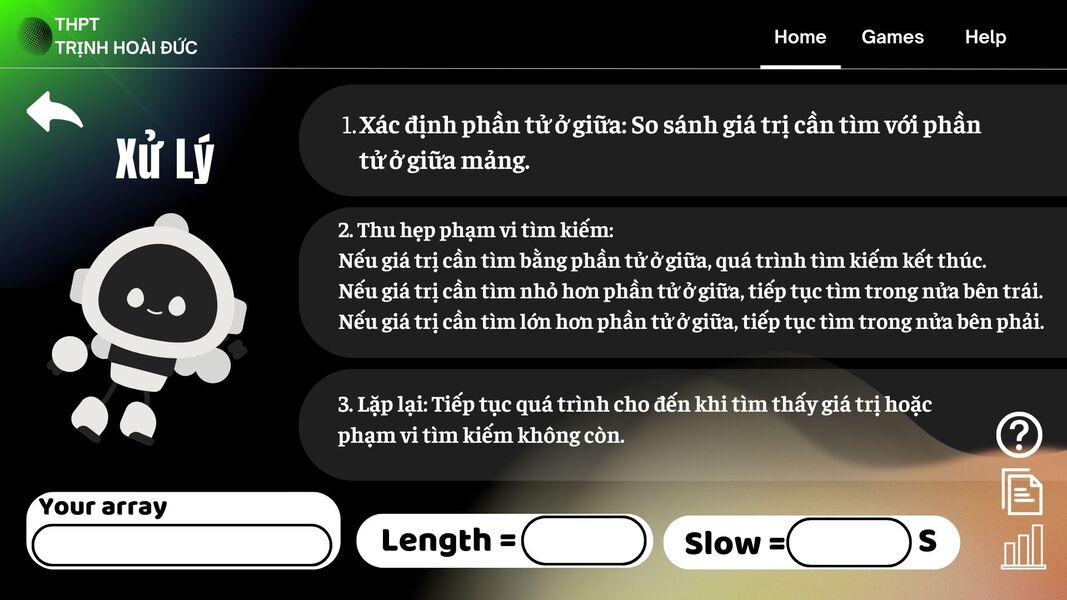 THPT
TRỊNH HOÀI ĐỨC
Home
Games
Help
Xử Lý
1. Xác định phần tử ở giữa: So sánh giá trị cần tìm với phần
tử ở giữa mảng.
2. Thu hẹp phạm vi tìm kiếm:
Nếu giá trị cần tìm bằng phần tử ở giữa, quá trình tìm kiếm kết thúc.
Nếu giá trị cần tìm nhỏ hơn phần tử ở giữa, tiếp tục tìm trong nửa bên trái.
Nếu giá trị cần tìm lớn hơn phần tử ở giữa, tiếp tục tìm trong nửa bên phải.
3. Lặp lại: Tiếp tục quá trình cho đến khi tìm thấy giá trị hoặc
phạm vi tìm kiếm không còn.
?
Your array
Length =
Slow = S